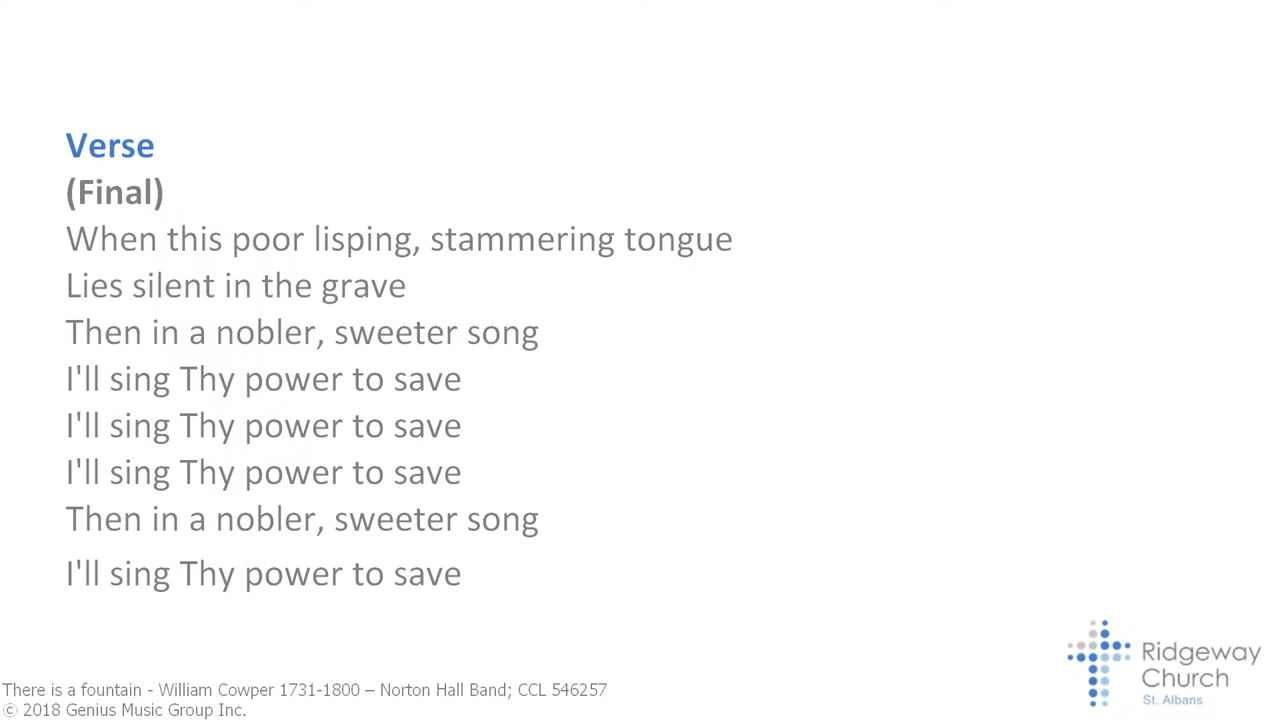 Verse
(Final)
When this poor lisping, stammering tongue
Lies silent in the grave
Then in a nobler, sweeter song
I'll sing Thy power to save
I'll sing Thy power to save
I'll sing Thy power to save
Then in a nobler, sweeter song
I'll sing Thy power to save
There is a fountain - William Cowper 1731-1800 – Norton Hall Band; CCL 546257
© 2018 Genius Music Group Inc.
Ridgeway
Church
St. Albans